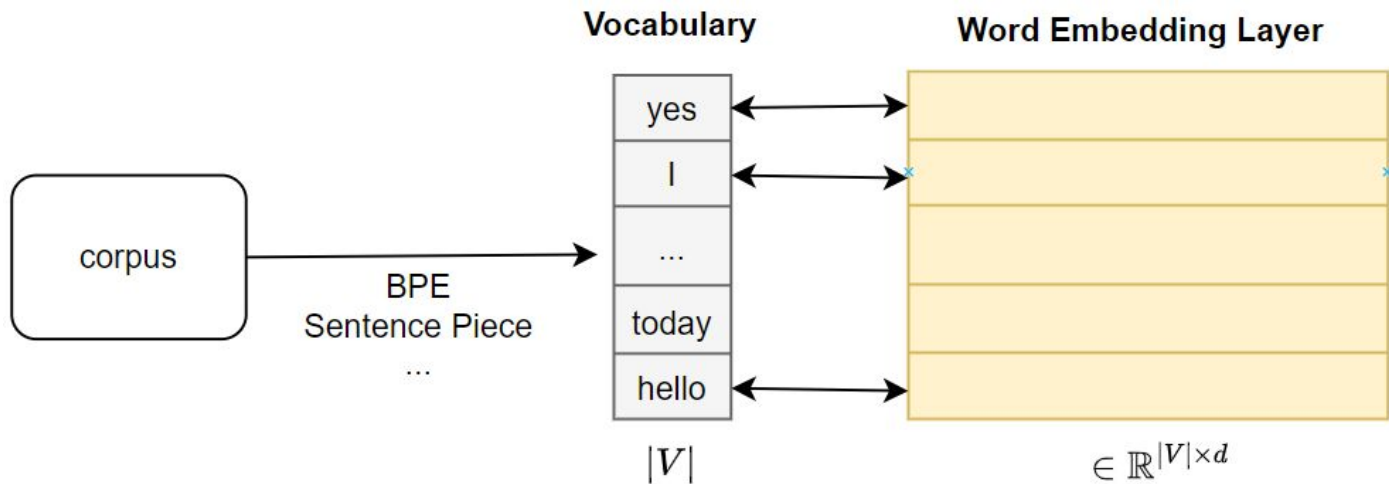 Vocabulary
Word Embedding Layer
yes
I
...
today
hello
corpus
BPE
Sentence Piece
...
|V|
∈ ℝ^{|V|×d}